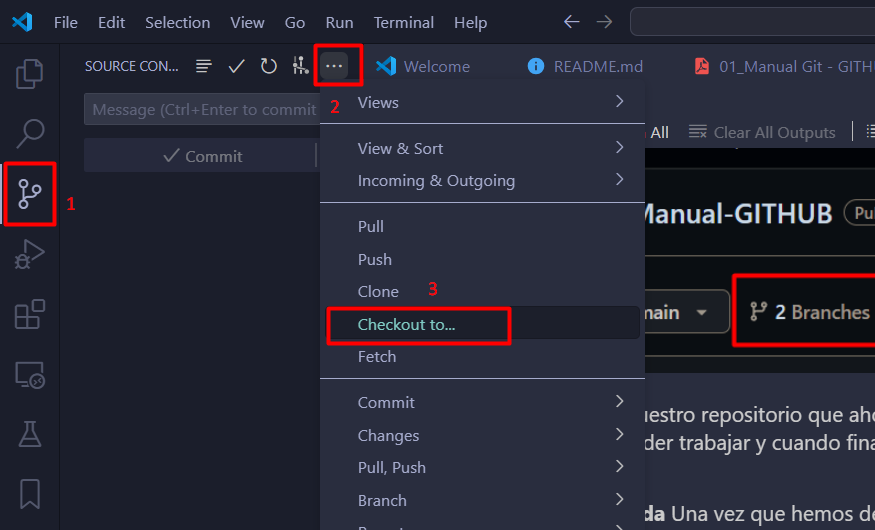 File Edit Selection View Go Run Terminal Help
SOURCE CON... ...
Welcome README.md 01_Manual Git - GITH
2
Message (Ctrl+Enter to commit
Views
All Clear All Outputs
Commit
View & Sort
Incoming & Outgoing
1
Manual-GITHUB
Pull
Push
Clone
3
Checkout to...
Fetch
main 2 Branches
Commit
Changes
Pull, Push
Branch
uestro repositorio que aho
der trabajar y cuando fina
da Una vez que hemos de